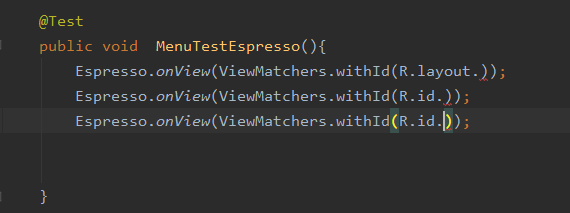 @Test
public void  MenuTestEspresso(){
Espresso.onView(ViewMatchers.withId(R.layout.));
Espresso.onView(ViewMatchers.withId(R.id.));
Espresso.onView(ViewMatchers.withId(R.id.));
}